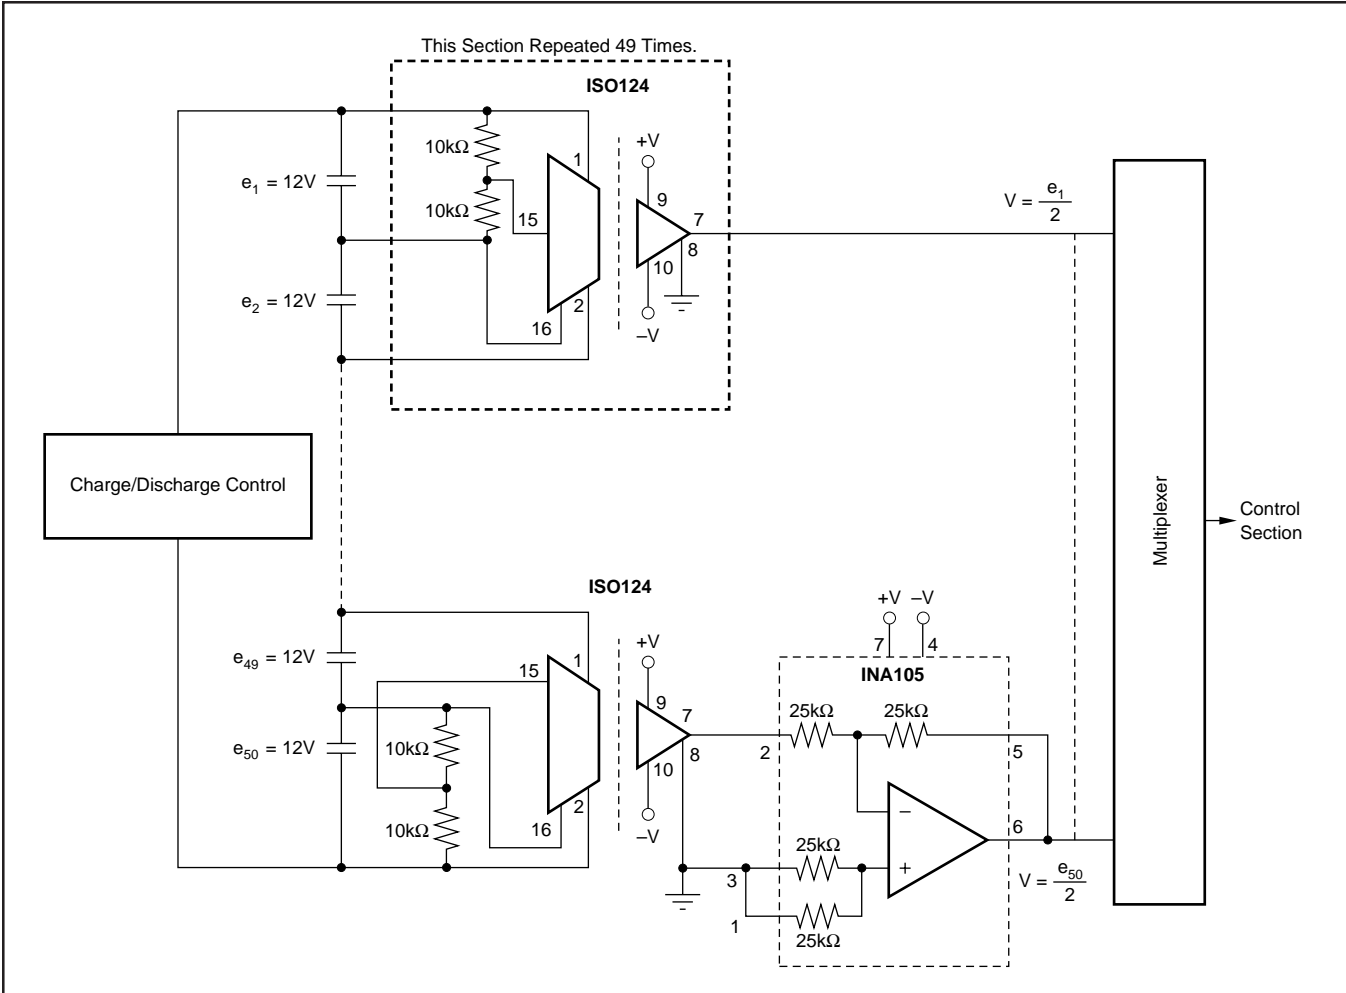 This Section Repeated 49 Times.
ISO124
+V
10kΩ
1
9
e1 = 12V
10kΩ
15
7
V = e1/2
8
10
e2 = 12V
2
16
–V
Charge/Discharge Control
Multiplexer
Control
Section
ISO124
+V –V
7 4
+V
INA105
e49 = 12V
15
1
9
7
25kΩ 25kΩ
e50 = 12V
10kΩ
8
2
5
10
2
10kΩ
16
–V
–
6
25kΩ
+
3
V = e50/2
1
25kΩ